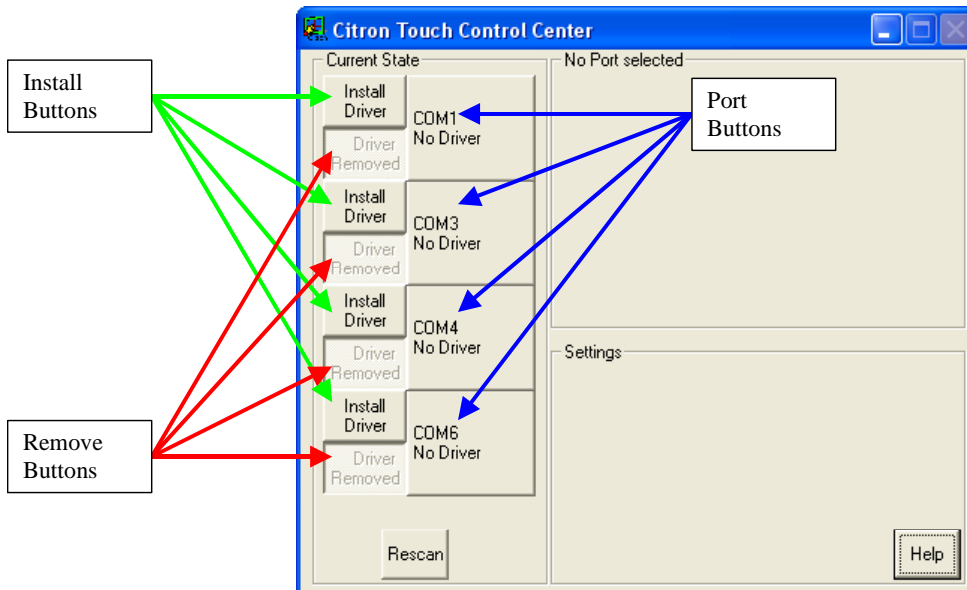 Citron Touch Control Center
Install
Buttons
Remove
Buttons
Port
Buttons
Current State
Install
Driver
Driver
Removed
COM1
No Driver
Install
Driver
Driver
Removed
COM3
No Driver
Install
Driver
Driver
Removed
COM4
No Driver
Install
Driver
Driver
Removed
COM6
No Driver
Rescan
No Port selected
Settings
Help